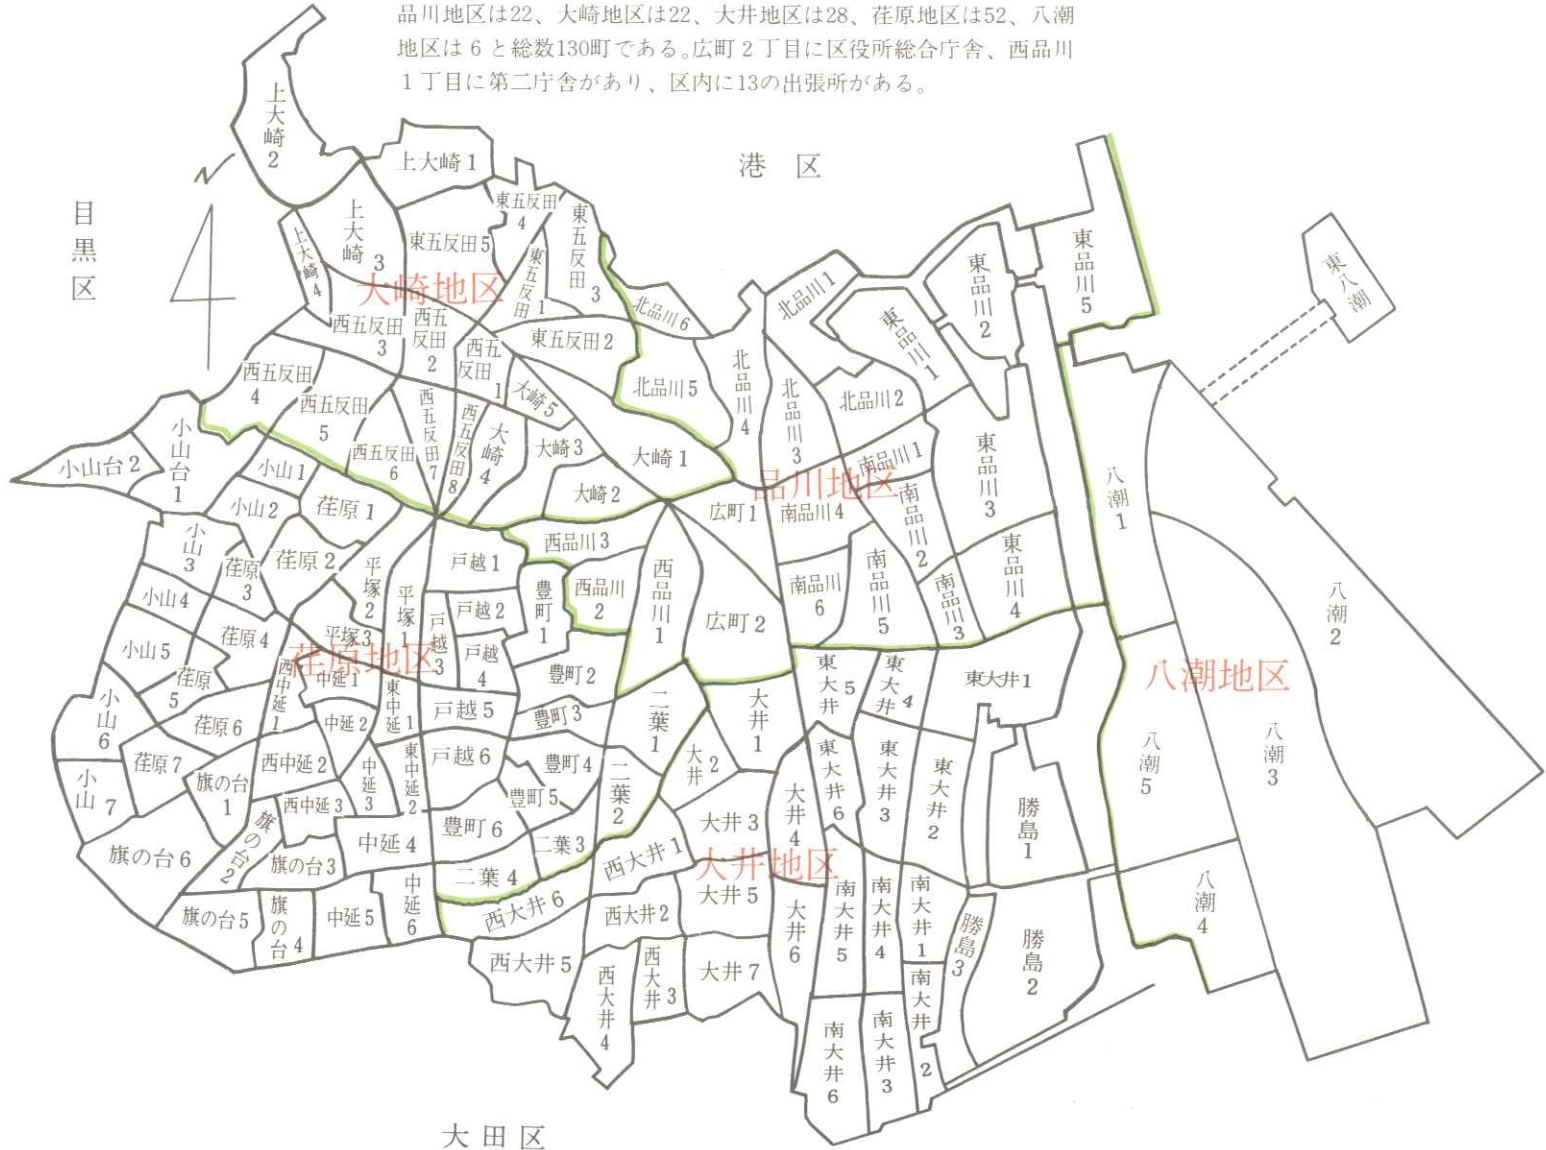 品川地区は22、大崎地区は22、大井地区は28、荏原地区は52、八潮
地区は6と総数130町である。広町2丁目に区役所総合庁舎、西品川
1丁目に第二庁舎があり、区内に13の出張所がある。
上大崎2
上大崎1
港区
目黒区
上大崎3
上大崎4
東五反田5
東五反田4
東五反田3
東五反田1
大崎地区
西五反田3
西五反田2
西五反田1
東五反田2
北品川6
北品川1
東品川1
東品川2
東品川5
東八潮
西五反田4
西五反田5
西五反田6
西五反田7
西五反田8
大崎5
大崎4
大崎3
大崎1
大崎2
北品川5
北品川4
北品川3
北品川2
品川地区
南品川1
南品川2
東品川3
八潮1
小山台2
小山台1
小山1
小山2
荏原1
広町1
南品川4
小山3
荏原3
荏原2
平塚2
平塚1
戸越1
西品川3
西品川2
西品川1
豊町1
広町2
南品川6
南品川5
南品川3
東品川4
八潮2
小山4
小山5
荏原4
荏原5
平塚3
荏原地区
戸越3
戸越2
戸越4
豊町2
東大井5
東大井4
東大井1
八潮地区
小山6
荏原6
西中延1
中延1
中延2
東中延1
戸越5
豊町3
二葉1
大井1
八潮5
八潮3
小山7
荏原7
旗の台1
西中延2
西中延3
中延3
東中延2
戸越6
豊町4
豊町5
二葉2
大井2
東大井6
東大井3
東大井2
勝島1
旗の台6
旗の台2
旗の台3
中延4
豊町6
二葉3
二葉4
西大井1
大井3
大井4
大井地区
旗の台5
旗の台4
中延5
中延6
西大井6
西大井2
大井5
大井6
南大井5
南大井4
南大井1
勝島3
勝島2
八潮4
西大井5
西大井4
西大井3
大井7
南大井6
南大井3
南大井2
大田区